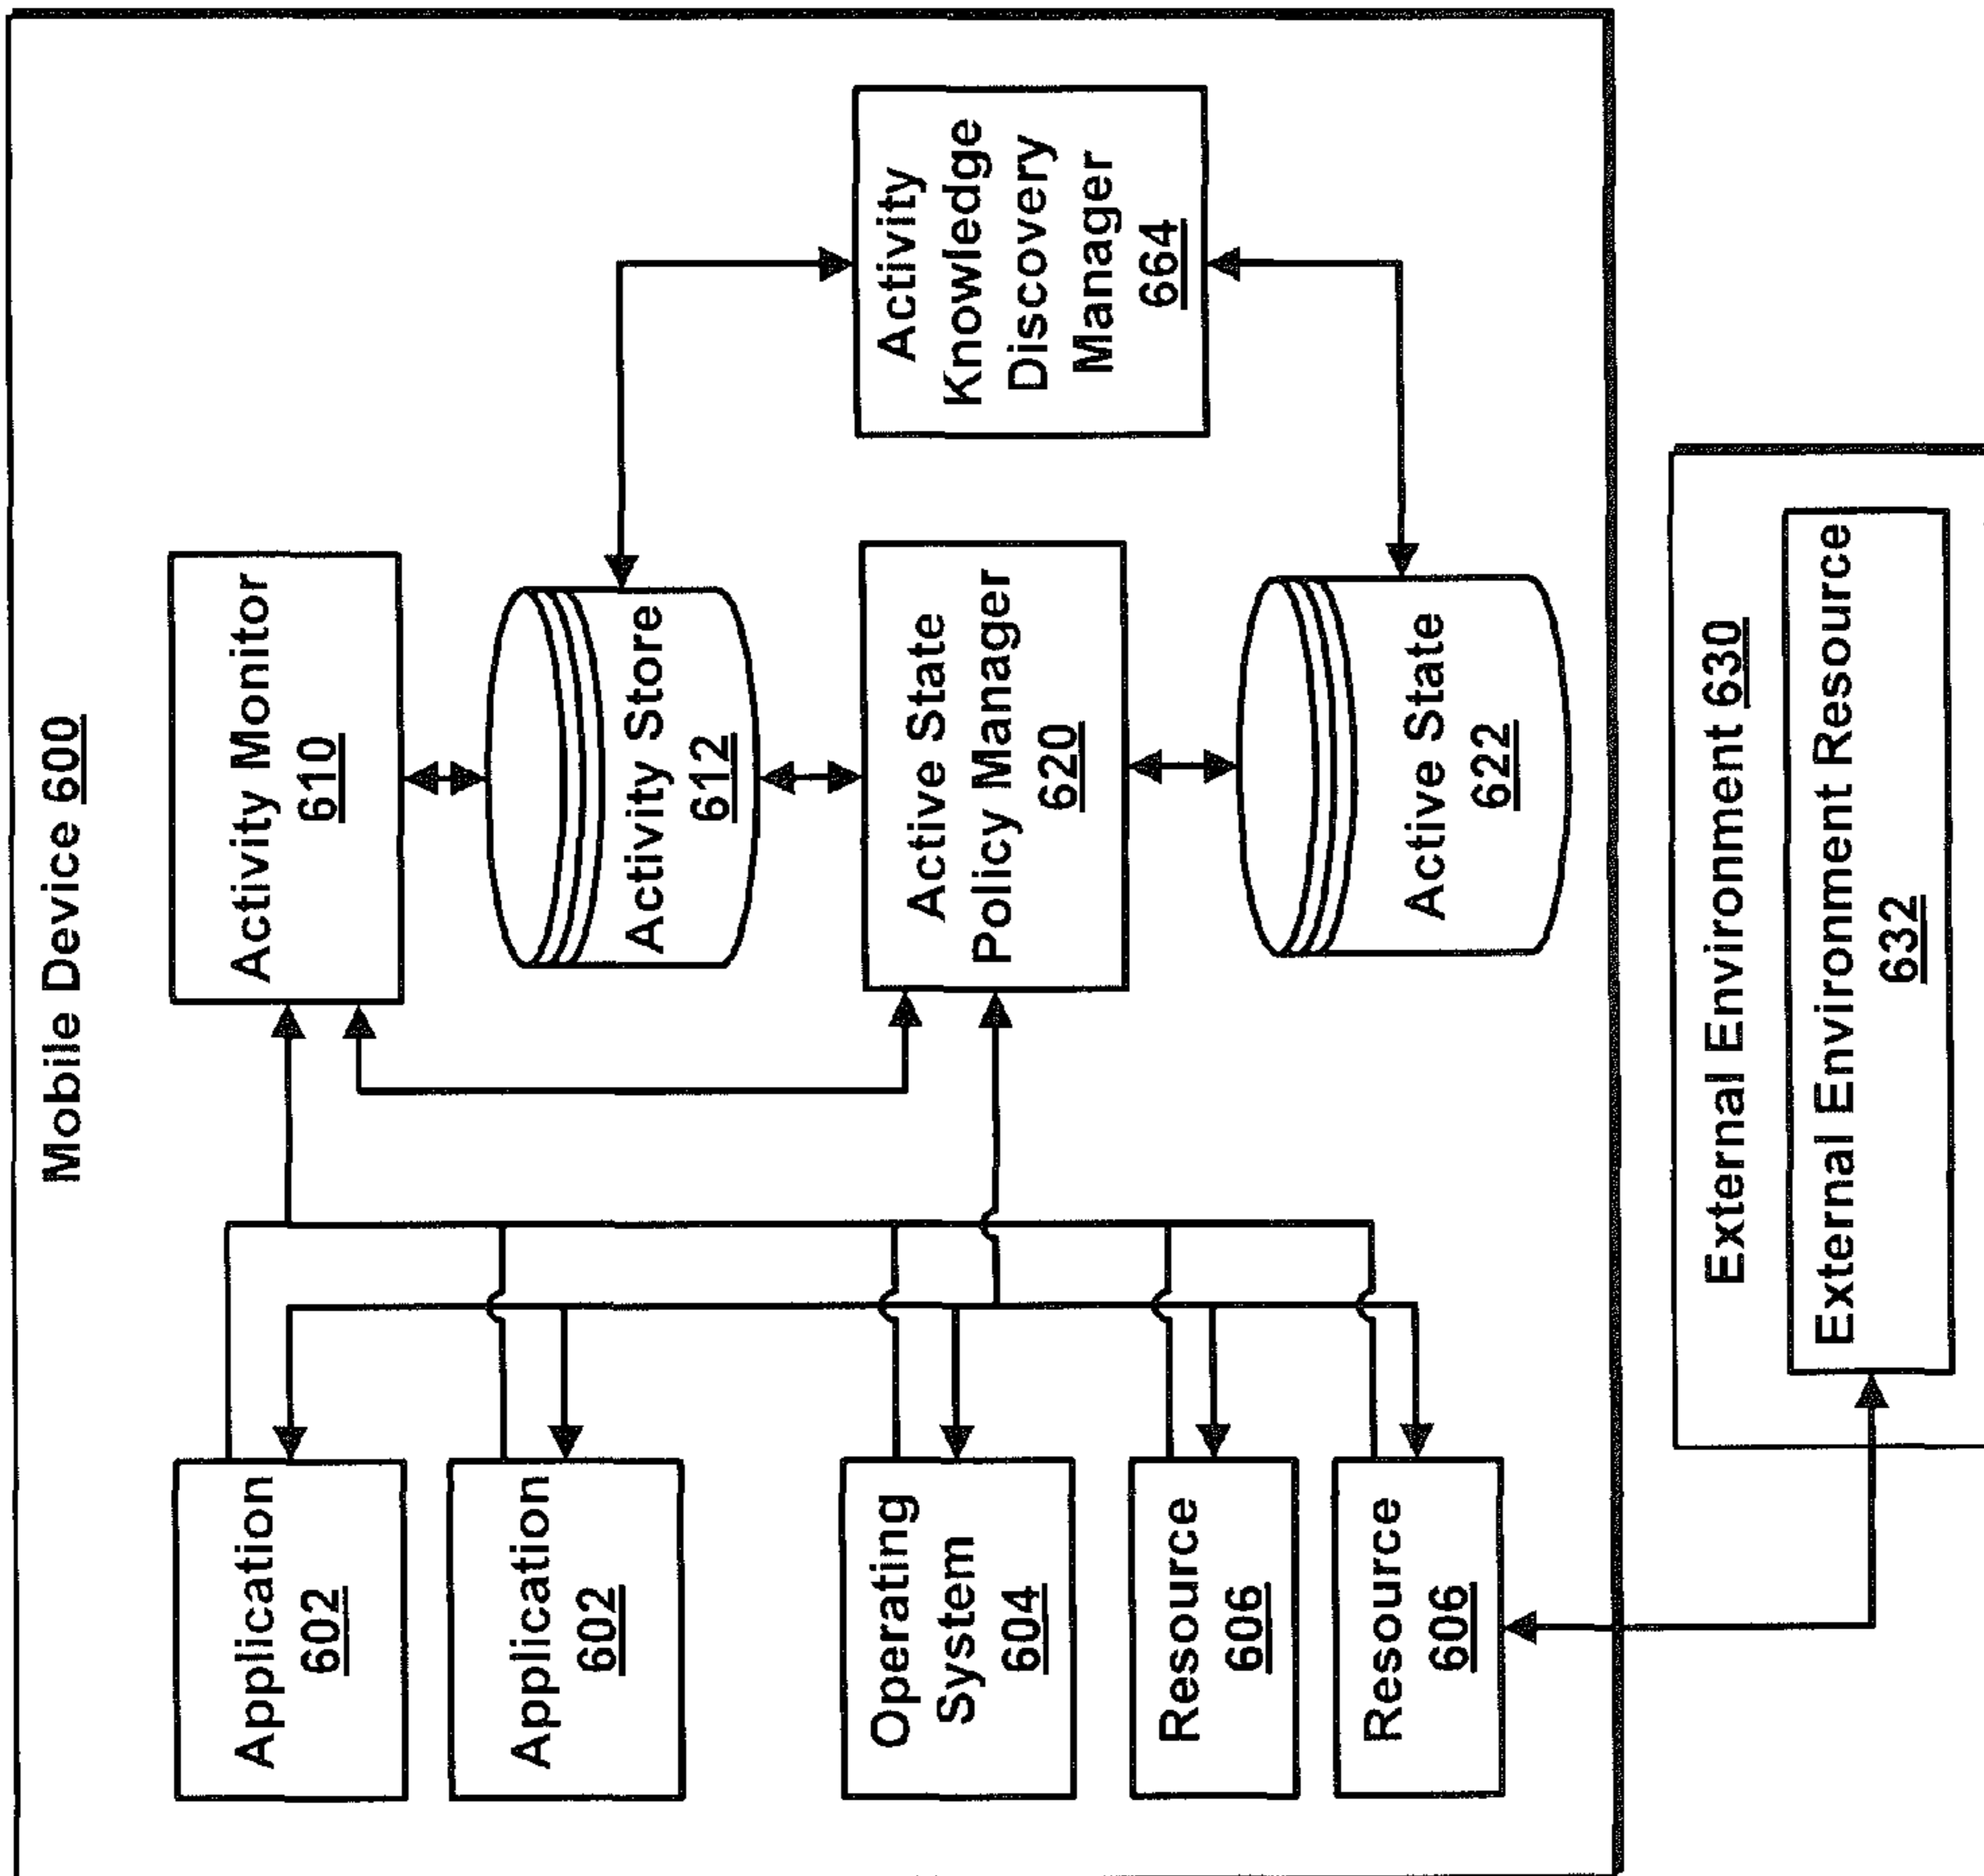 Mobile Device 600
Application
602
Application
602
Operating
System
604
Resource
606
Resource
606
Activity Monitor
610
Activity Store
612
Active State
Policy Manager
620
Active State
622
Activity
Knowledge
Discovery
Manager
664
External Environment 630
External Environment Resource
632